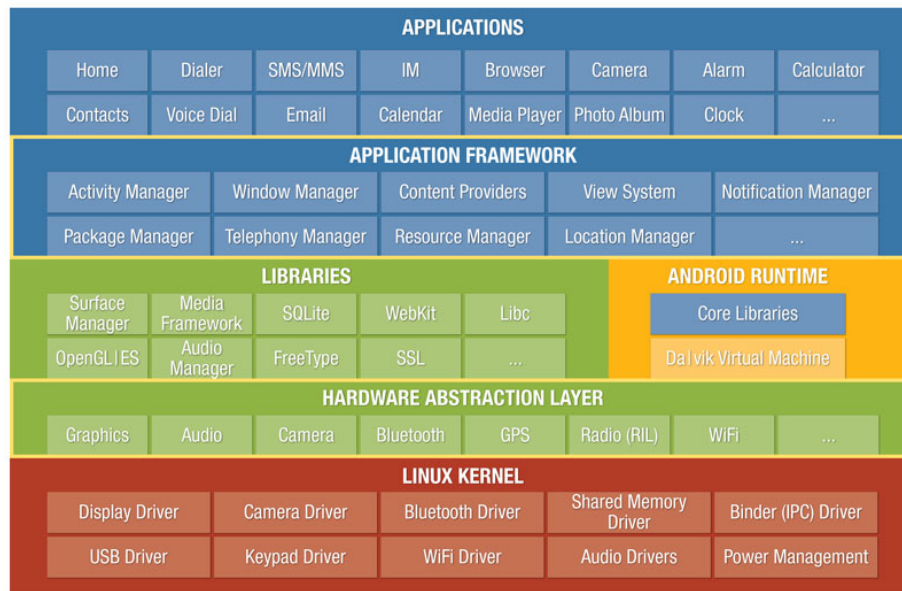 APPLICATIONS
Home Dialer SMS/MMS IM Browser Camera Alarm Calculator
Contacts Voice Dial Email Calendar Media Player Photo Album Clock ...
APPLICATION FRAMEWORK
Activity Manager Window Manager Content Providers View System Notification Manager
Package Manager Telephony Manager Resource Manager Location Manager ...
LIBRARIES
Surface
Manager
Media
Framework
SQLite
WebKit
Libc
OpenGL|ES
Audio
Manager
FreeType
SSL
...
ANDROID RUNTIME
Core Libraries
Da|vik Virtual Machine
HARDWARE ABSTRACTION LAYER
Graphics Audio Camera Bluetooth GPS Radio (RIL) WiFi ...
LINUX KERNEL
Display Driver
Camera Driver
Bluetooth Driver
Shared Memory
Driver
Binder (IPC) Driver
USB Driver Keypad Driver WiFi Driver Audio Drivers Power Management